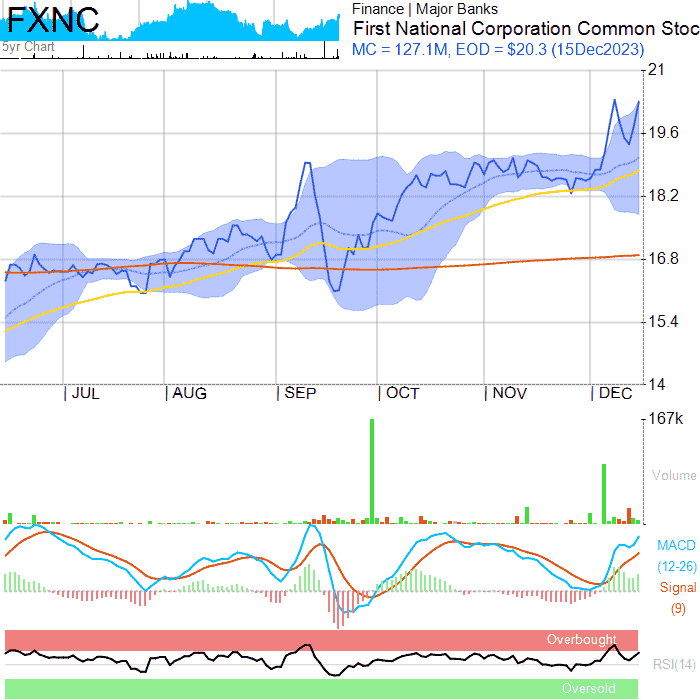 FXNC
5yr Chart
Finance | Major Banks
First National Corporation Common Stoc
MC = 127.1M, EOD = $20.3 (15Dec2023)
21
19.6
18.2
16.8
15.4
14
JUL AUG SEP OCT NOV DEC
167k
Volume
MACD
(12-26)
Signal
(9)
Overbought
RSI(14)
Oversold